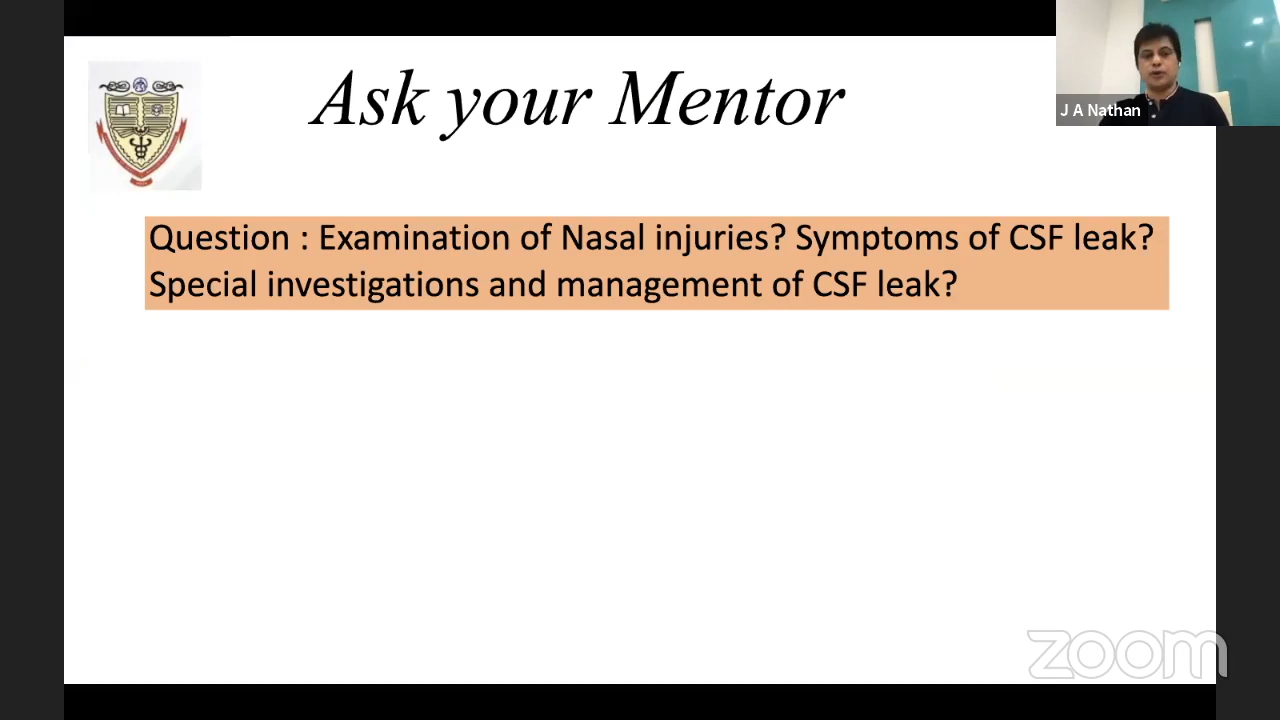 Ask your Mentor
J A Nathan
Question : Examination of Nasal injuries? Symptoms of CSF leak?
Special investigations and management of CSF leak?
zoom